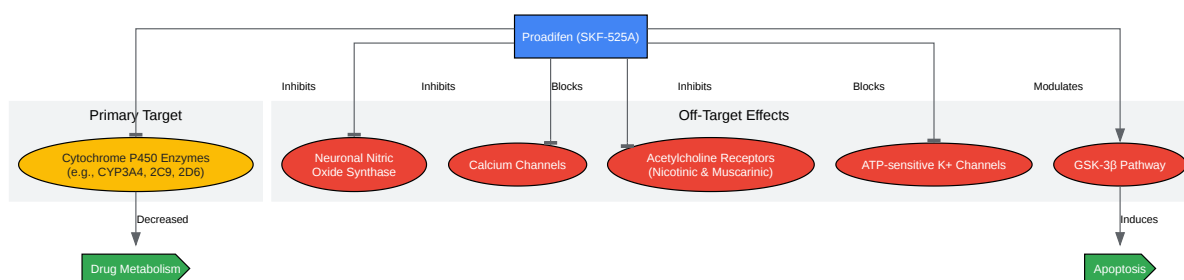 Proadifen (SKF-525A)
Inhibits
Inhibits
Blocks
Inhibits
Blocks
Modulates
Primary Target
Off-Target Effects
Cytochrome P450 Enzymes
(e.g., CYP3A4, 2C9, 2D6)
Neuronal Nitric
Oxide Synthase
Calcium Channels
Acetylcholine Receptors
(Nicotinic & Muscarinic)
ATP-sensitive K+ Channels
GSK-3β Pathway
Decreased
Induces
Drug Metabolism
Apoptosis